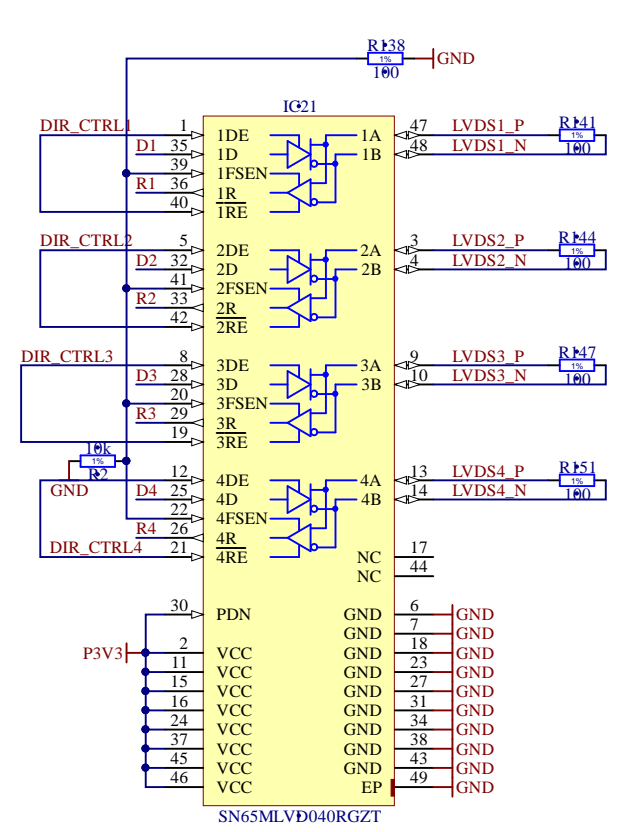 R138
1%
100
GND
IC21
DIR_CTRL1 1 1DE 1A 47 LVDS1_P R141
1%
D1 35 1D 1B 48 LVDS1_N 100
39 1FSEN
R1 36 1R
40 1RE
DIR_CTRL2 5 2DE 2A 3 LVDS2_P R144
1%
D2 32 2D 2B 4 LVDS2_N 100
41 2FSEN
R2 33 2R
42 2RE
DIR_CTRL3 8 3DE 3A 9 LVDS3_P R147
1%
D3 28 3D 3B 10 LVDS3_N 100
20 3FSEN
R3 29 3R
19 3RE
10k
1%
R2
GND
12 4DE 4A 13 LVDS4_P R151
1%
D4 25 4D 4B 14 LVDS4_N 100
22 4FSEN
R4 26 4R
DIR_CTRL4 21 4RE
NC 17
NC 44
30 PDN GND 6 GND
GND 7 GND
P3V3 2 VCC GND 18 GND
11 VCC GND 23 GND
15 VCC GND 27 GND
16 VCC GND 31 GND
24 VCC GND 34 GND
37 VCC GND 38 GND
45 VCC GND 43 GND
46 VCC EP 49 GND
SN65MLVD040RGZT